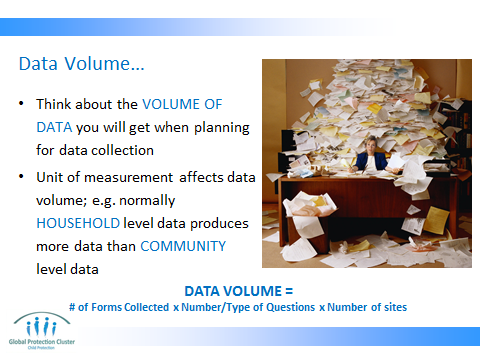 Data Volume…
• Think about the VOLUME OF
DATA you will get when planning
for data collection
• Unit of measurement affects data
volume; e.g. normally
HOUSEHOLD level data produces
more data than COMMUNITY
level data
DATA VOLUME =
# of Forms Collected x Number/Type of Questions x Number of sites
Global Protection Cluster
Child Protection